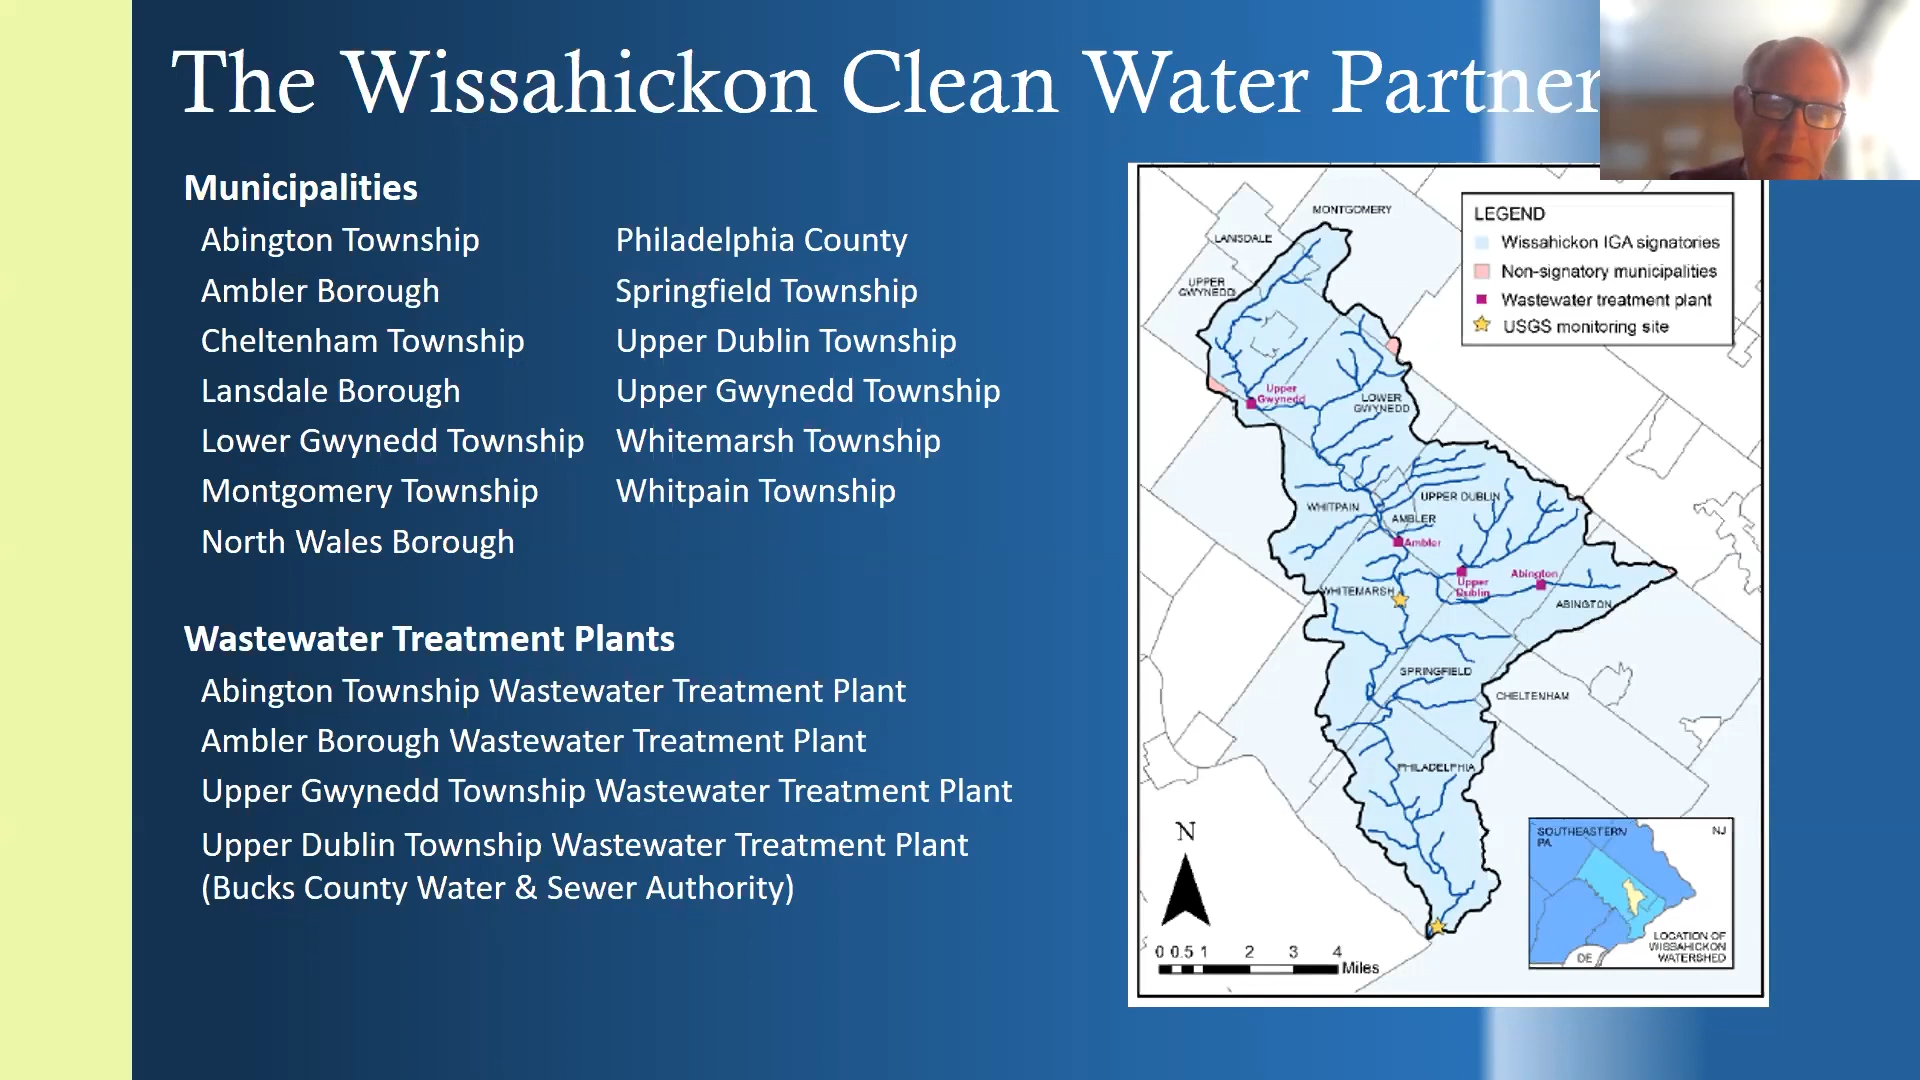 The Wissahickon Clean Water Partner
Municipalities
Abington Township
Ambler Borough
Cheltenham Township
Lansdale Borough
Lower Gwynedd Township
Montgomery Township
North Wales Borough
Philadelphia County
Springfield Township
Upper Dublin Township
Upper Gwynedd Township
Whitemarsh Township
Whitpain Township
Wastewater Treatment Plants
Abington Township Wastewater Treatment Plant
Ambler Borough Wastewater Treatment Plant
Upper Gwynedd Township Wastewater Treatment Plant
Upper Dublin Township Wastewater Treatment Plant
(Bucks County Water & Sewer Authority)
LEGEND
Wissahickon IGA signatories
Non-signatory municipalities
Wastewater treatment plant
USGS monitoring site
MONTGOMERY
LANSDALE
UPPER
GWYNEDD
Upper
Gwynedd
LOWER
GWYNEDD
WHITPAIN
UPPER DUBLIN
AMBLER
Ambler
Upper
Dublin
Abington
WHITEMARSH
ABINGTON
SPRINGFIELD
CHELTENHAM
PHILADELPHIA
N
0 0.5 1 2 3 4
Miles
SOUTHEASTERN
PA
NJ
DE
LOCATION OF
WISSAHICKON
WATERSHED